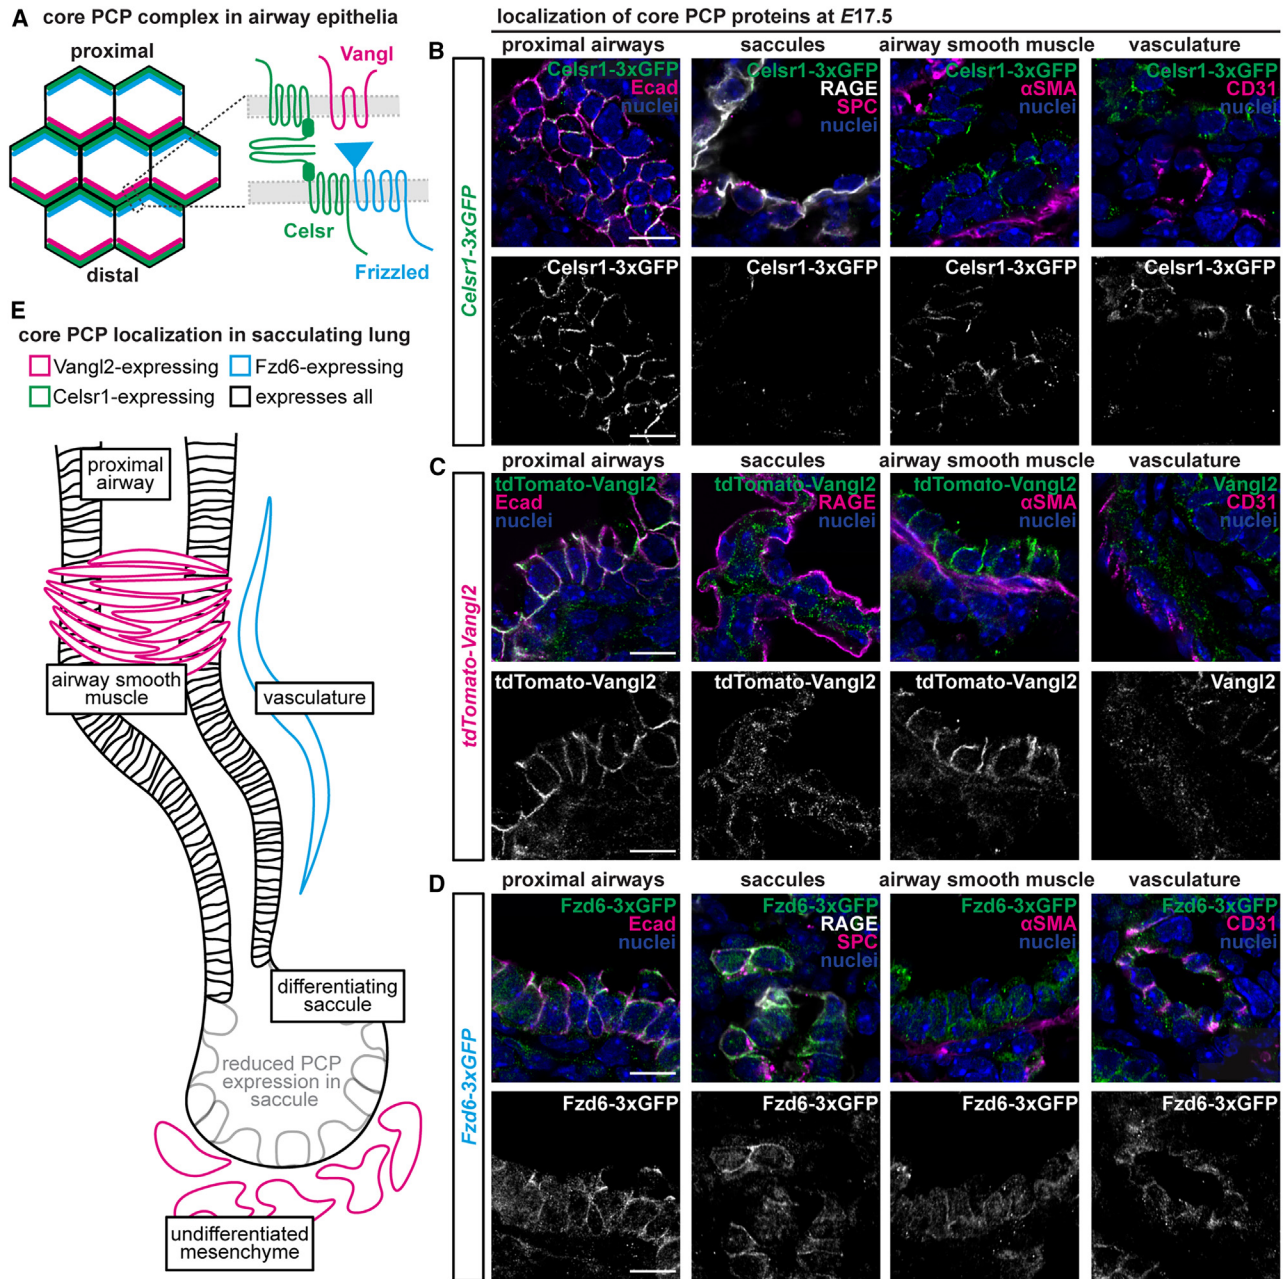 A core PCP complex in airway epithelia
proximal
distal
Vangl
Celsr
Frizzled
localization of core PCP proteins at E17.5
B proximal airways saccules airway smooth muscle vasculature
Celsr1-3xGFP
Celsr1-3xGFP
Ecad
nuclei
Celsr1-3xGFP
RAGE
SPC
nuclei
Celsr1-3xGFP
αSMA
nuclei
Celsr1-3xGFP
CD31
nuclei
Celsr1-3xGFP
Celsr1-3xGFP
Celsr1-3xGFP
Celsr1-3xGFP
C proximal airways saccules airway smooth muscle vasculature
tdTomato-Vangl2
tdTomato-Vangl2
Ecad
nuclei
tdTomato-Vangl2
RAGE
nuclei
tdTomato-Vangl2
αSMA
nuclei
Vangl2
CD31
nuclei
tdTomato-Vangl2
tdTomato-Vangl2
tdTomato-Vangl2
Vangl2
D proximal airways saccules airway smooth muscle vasculature
Fzd6-3xGFP
Fzd6-3xGFP
Ecad
nuclei
Fzd6-3xGFP
RAGE
SPC
nuclei
Fzd6-3xGFP
αSMA
nuclei
Fzd6-3xGFP
CD31
nuclei
Fzd6-3xGFP
Fzd6-3xGFP
Fzd6-3xGFP
Fzd6-3xGFP
E
core PCP localization in sacculating lung
Vangl2-expressing
Fzd6-expressing
Celsr1-expressing
expresses all
proximal
airway
airway smooth
muscle
vasculature
differentiating
saccule
reduced PCP
expression in
saccule
undifferentiated
mesenchyme